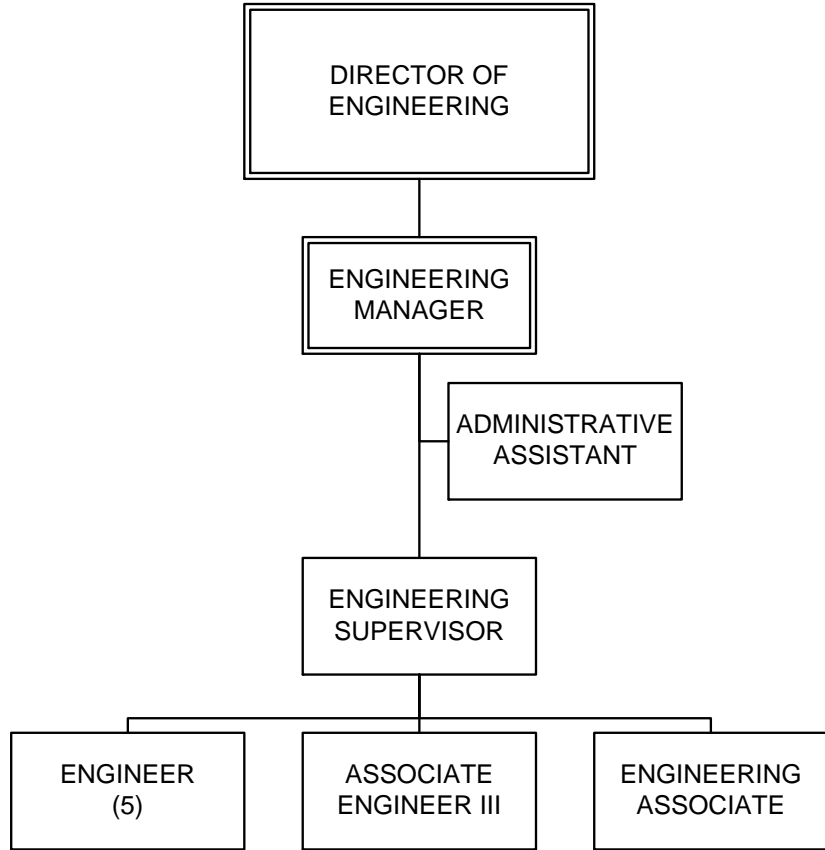 DIRECTOR OF
ENGINEERING
ENGINEERING
MANAGER
ADMINISTRATIVE
ASSISTANT
ENGINEERING
SUPERVISOR
ENGINEER
(5)
ASSOCIATE
ENGINEER III
ENGINEERING
ASSOCIATE